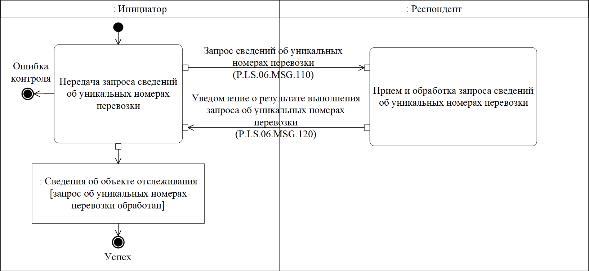 : Инициатор
: Респондент
Ошибка
контроля
Передача запроса сведений
об уникальных номерах
перевозки
Запрос сведений об уникальных
номерах перевозки
(P.LS.06.MSG.110)
Уведомление о результате выполнения
запроса об уникальных номерах
перевозки
(P.LS.06.MSG.120)
Прием и обработка запроса сведений
об уникальных номерах перевозки
: Сведения об объекте отслеживания
[запрос об уникальных номерах
перевозки обработан]
Успех